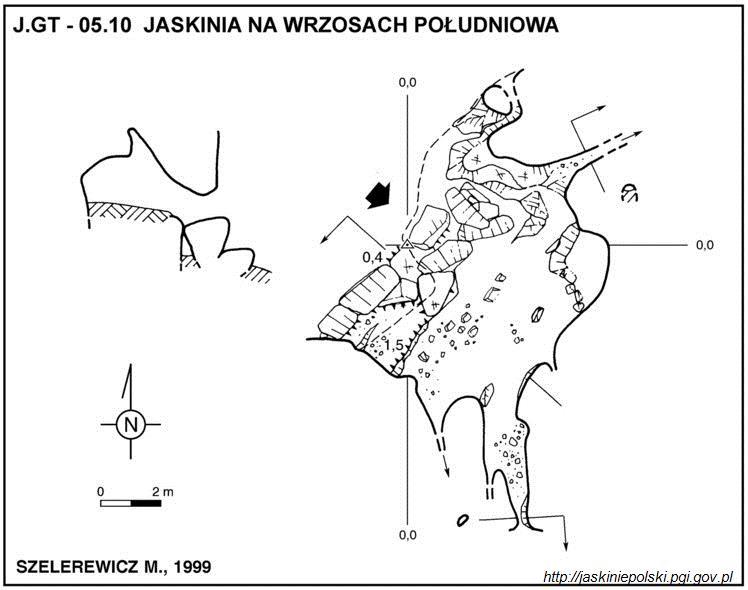 J.GT - 05.10 JASKINIA NA WRZOSACH POŁUDNIOWA
0,0
0,0
0,4
1,5
N
0 2 m
0,0
SZELEREWICZ M., 1999
http://jaskiniepolski.pgi.gov.pl